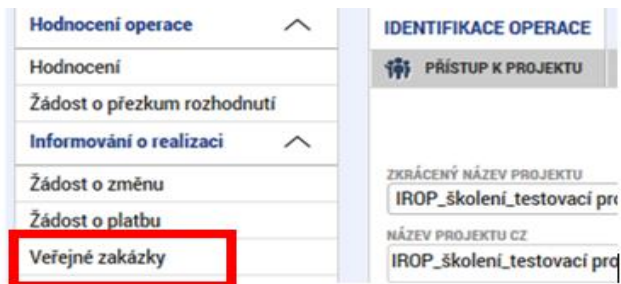 Hodnocení operace
Hodnocení
Žádost o přezkum rozhodnutí
Informování o realizaci
Žádost o změnu
Žádost o platbu
Veřejné zakázky
IDENTIFIKACE OPERACE
PŘÍSTUP K PROJEKTU
ZKRÁCENÝ NÁZEV PROJEKTU
IROP_školení_testovací pro
NÁZEV PROJEKTU CZ
IROP_školení_testovací pro